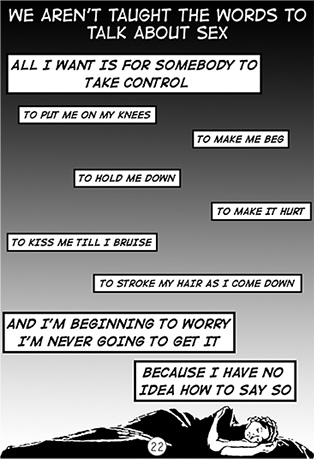 WE AREN'T TAUGHT THE WORDS TO
TALK ABOUT SEX
ALL I WANT IS FOR SOMEBODY TO
TAKE CONTROL
TO PUT ME ON MY KNEES
TO MAKE ME BEG
TO HOLD ME DOWN
TO MAKE IT HURT
TO KISS ME TILL I BRUISE
TO STROKE MY HAIR AS I COME DOWN
AND I'M BEGINNING TO WORRY
I'M NEVER GOING TO GET IT
BECAUSE I HAVE NO
IDEA HOW TO SAY SO
22